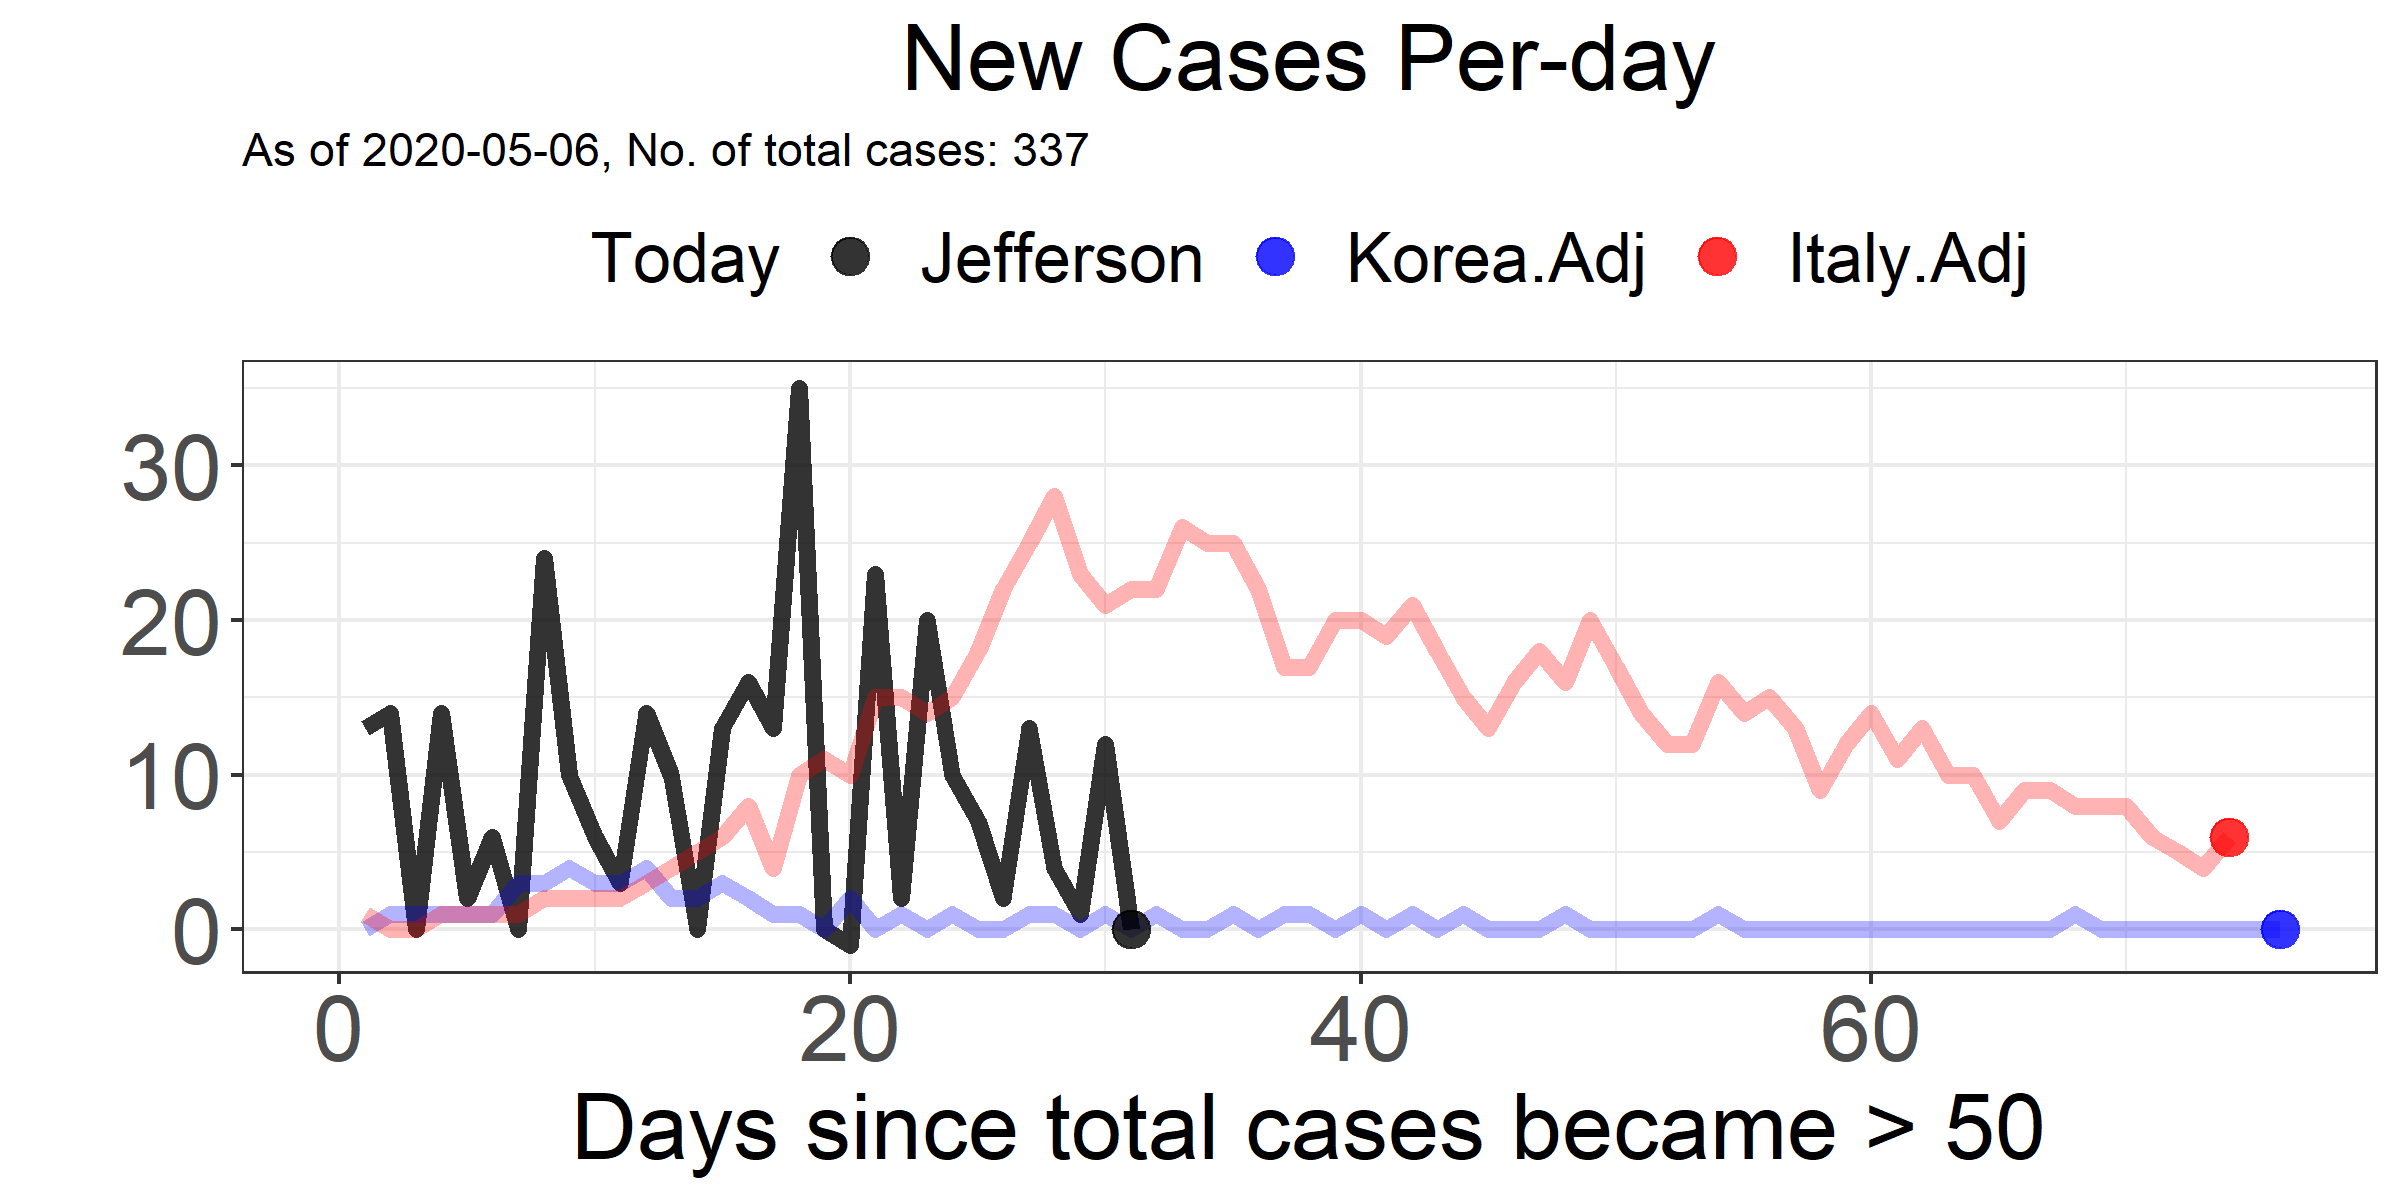 New Cases Per-day
As of 2020-05-06, No. of total cases: 337
Today Jefferson Korea.Adj Italy.Adj
30
20
10
0
0 20 40 60
Days since total cases became > 50